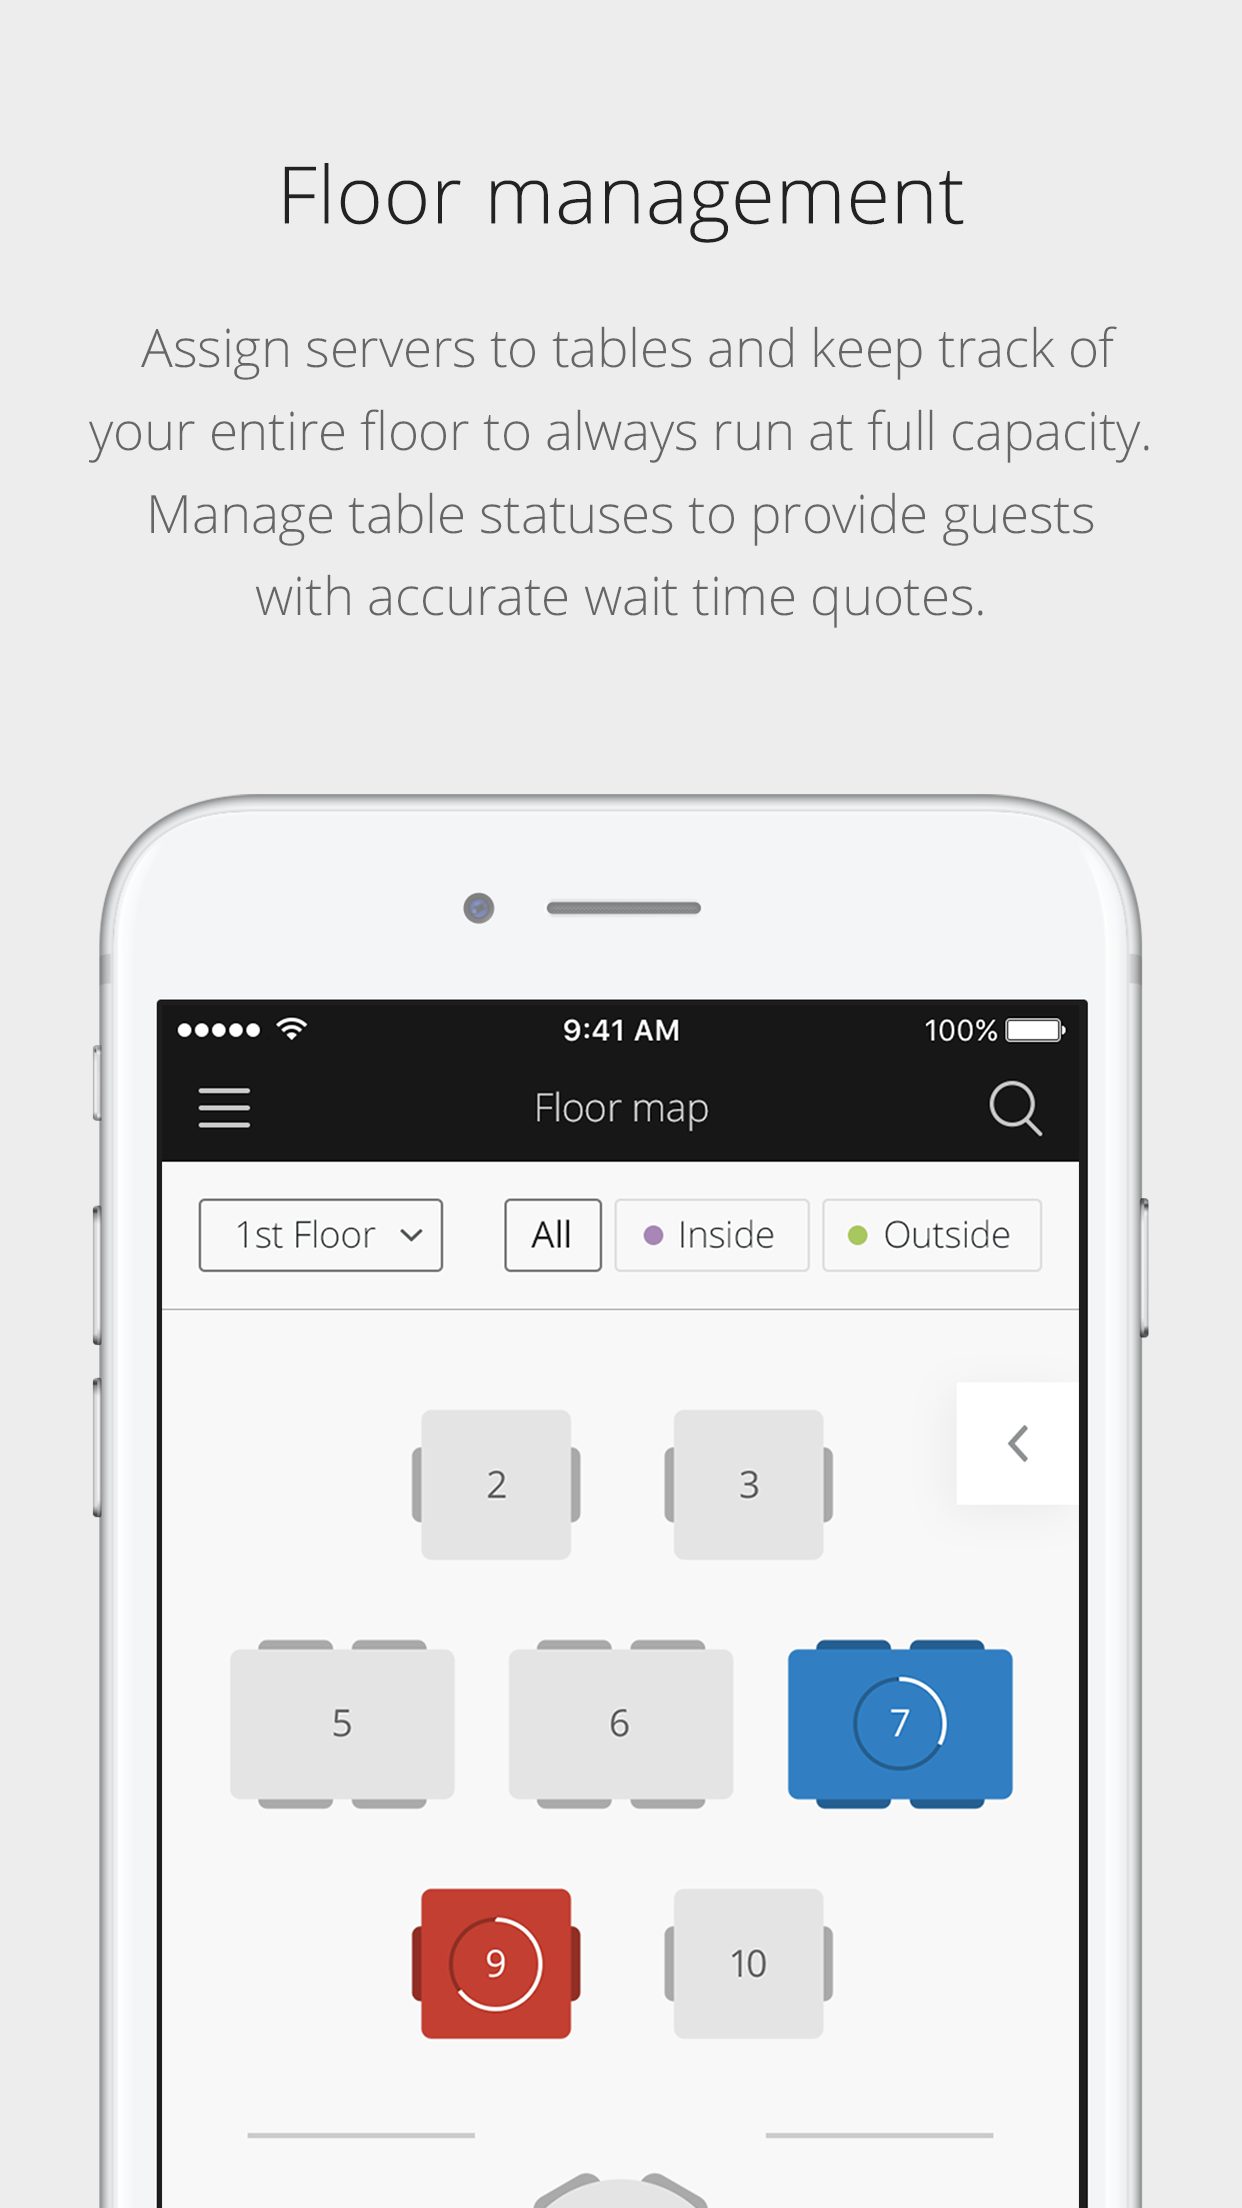 Floor management
Assign servers to tables and keep track of
your entire floor to always run at full capacity.
Manage table statuses to provide guests
with accurate wait time quotes.
9:41 AM
100%
Floor map
1st Floor
All
Inside
Outside
2
3
5
6
7
9
10